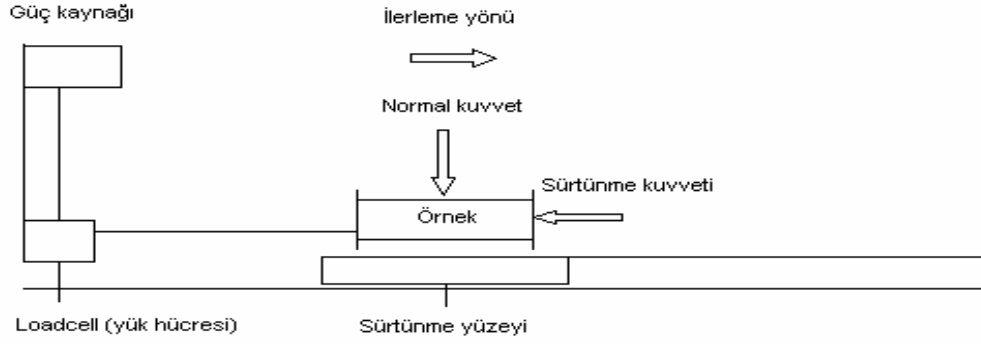 Güç kaynağı
İlerleme yönü
Normal kuvvet
Sürtünme kuvveti
Örnek
Loadcell (yük hücresi)
Sürtünme yüzeyi